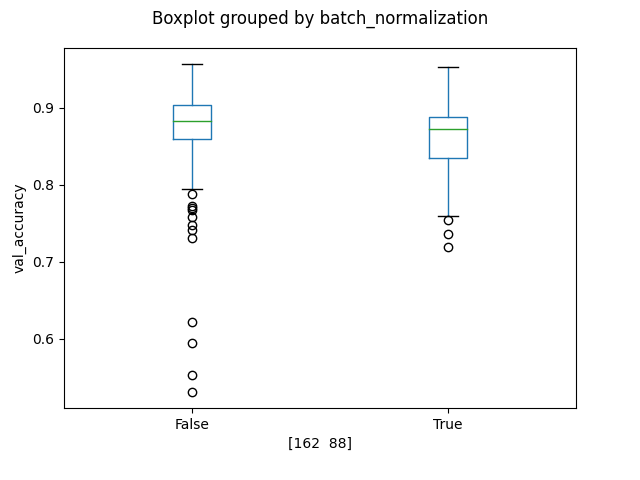 Boxplot grouped by batch_normalization
0.9
0.8
0.7
0.6
val_accuracy
False
True
[162  88]